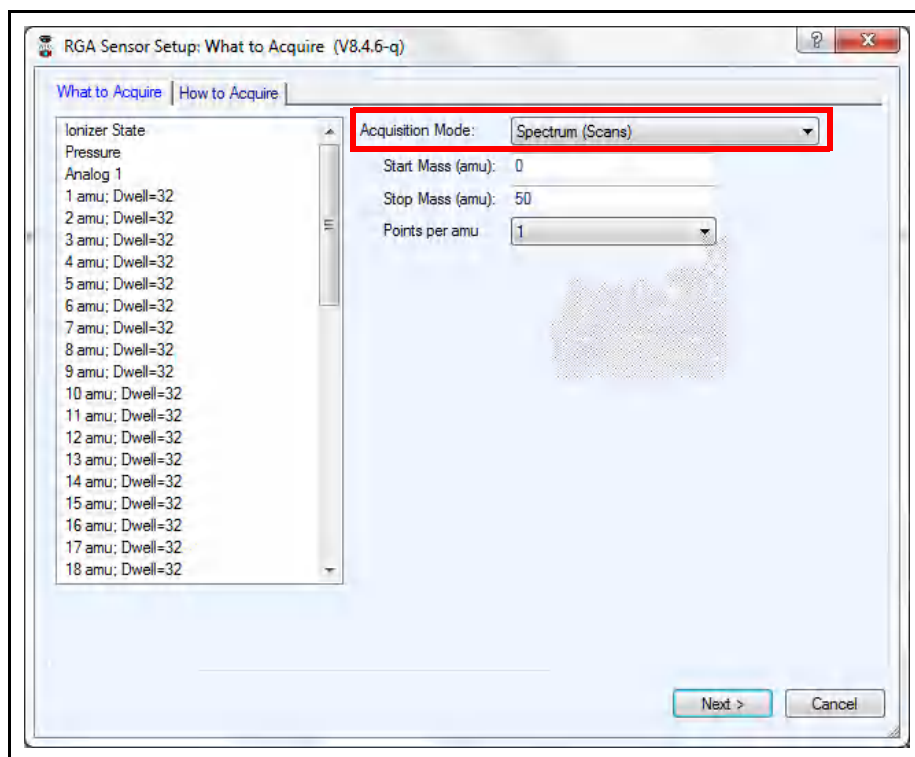 RGA Sensor Setup: What to Acquire (V8.4.6-q)
What to Acquire How to Acquire
Ionizer State
Pressure
Analog 1
1 amu; Dwell=32
2 amu; Dwell=32
3 amu; Dwell=32
4 amu; Dwell=32
5 amu; Dwell=32
6 amu; Dwell=32
7 amu; Dwell=32
8 amu; Dwell=32
9 amu; Dwell=32
10 amu; Dwell=32
11 amu; Dwell=32
12 amu; Dwell=32
13 amu; Dwell=32
14 amu; Dwell=32
15 amu; Dwell=32
16 amu; Dwell=32
17 amu; Dwell=32
18 amu; Dwell=32
Acquisition Mode: Spectrum (Scans)
Start Mass (amu): 0
Stop Mass (amu): 50
Points per amu 1
Next > Cancel